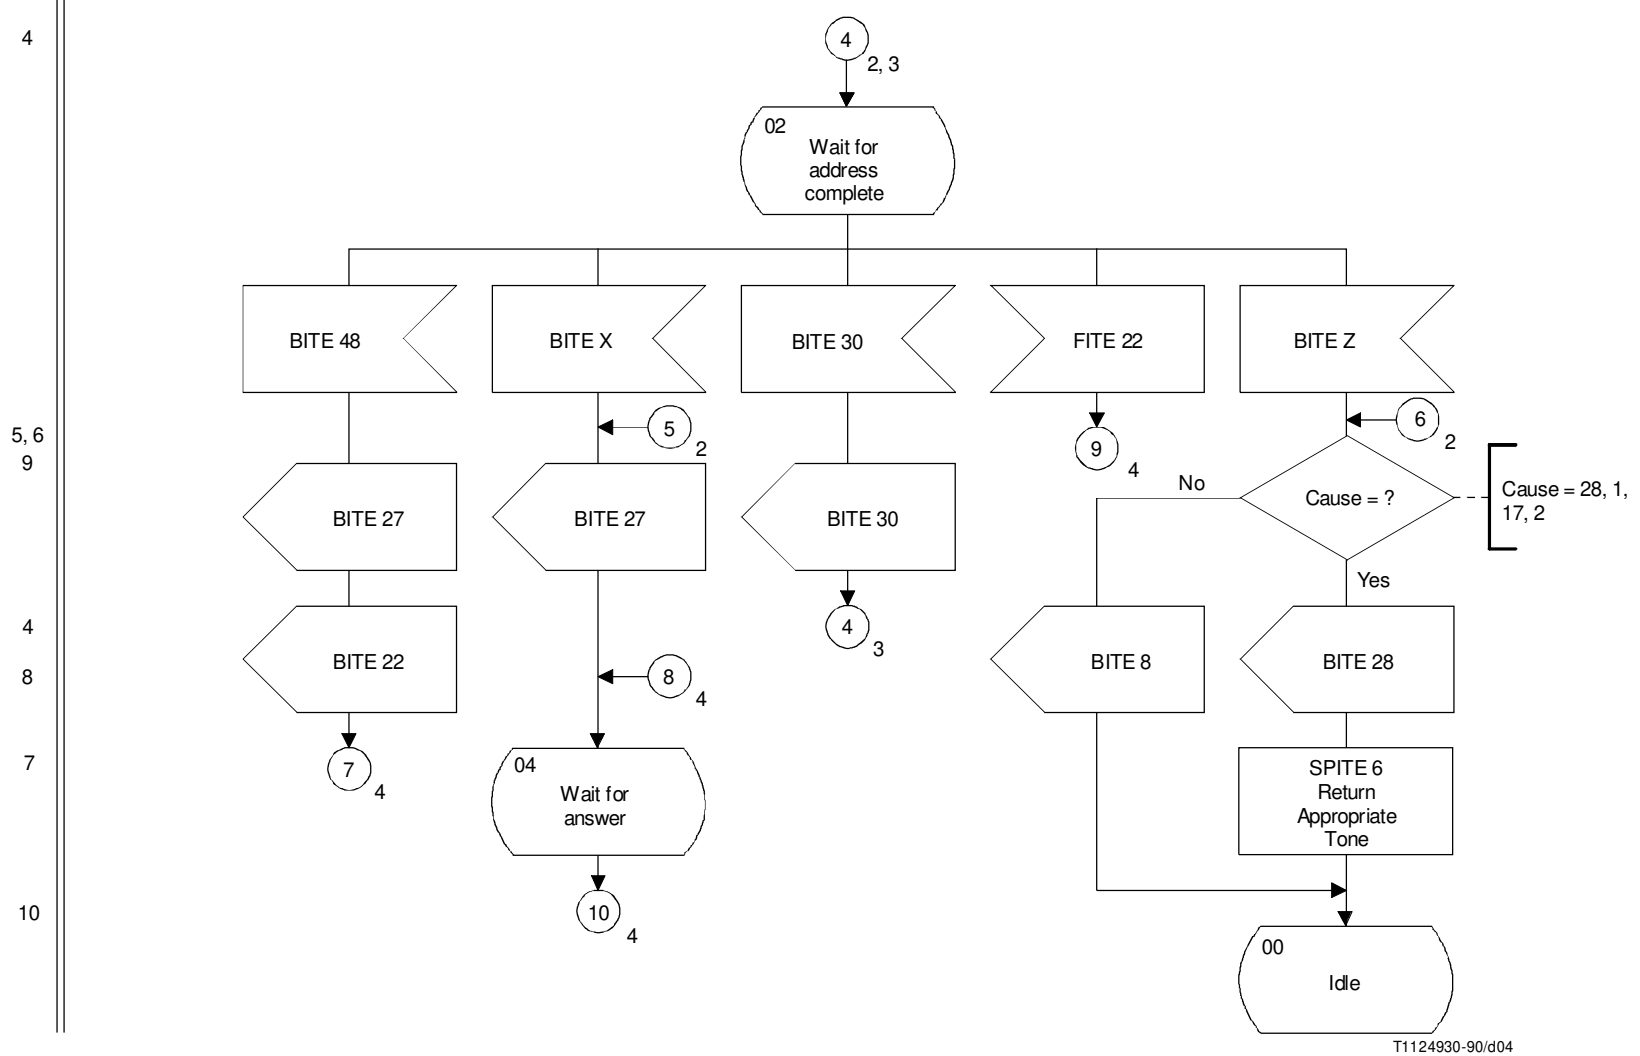 4
4
2, 3
02
Wait for
address
complete
BITE 48
BITE X
BITE 30
FITE 22
BITE Z
5, 6
9
5
2
9
4
6
2
No
Cause = ?
Cause = 28, 1,
17, 2
Yes
BITE 27
BITE 27
BITE 30
4
4
3
8
BITE 22
8
4
BITE 8
BITE 28
7
7
4
04
Wait for
answer
SPITE 6
Return
Appropriate
Tone
10
10
4
00
Idle
T1124930-90/d04